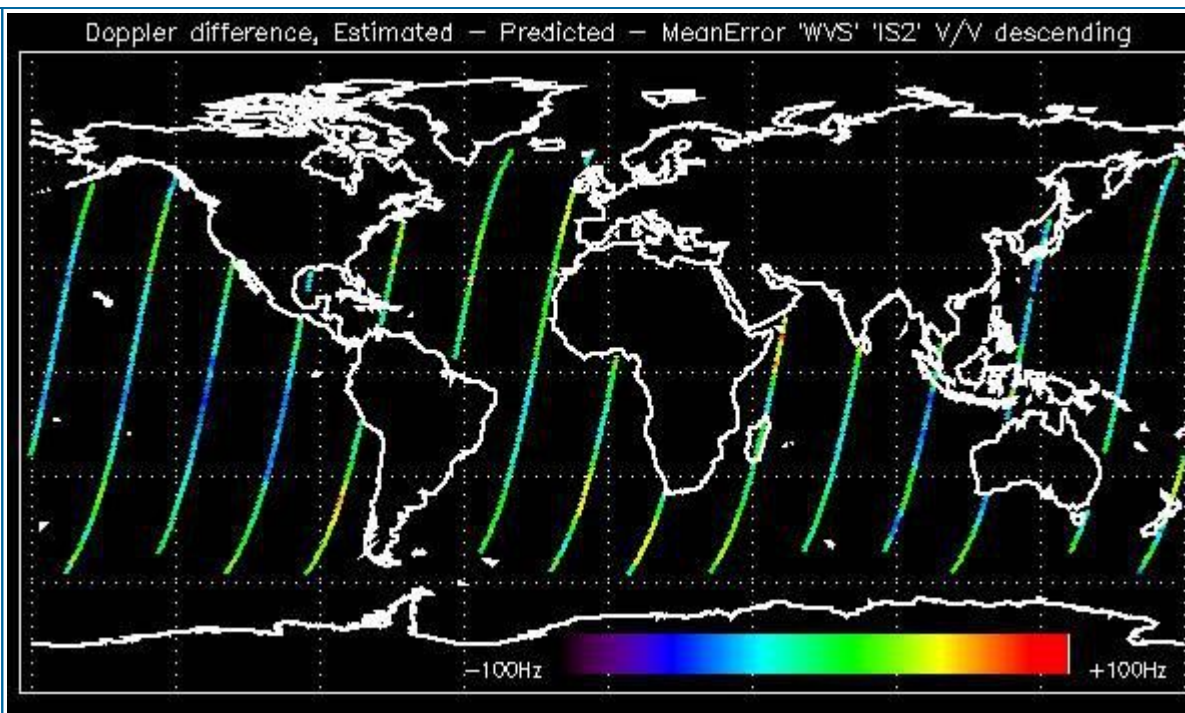 Doppler difference, Estimated – Predicted – MeanError 'WVS' 'IS2' V/V descending
–100Hz
+100Hz